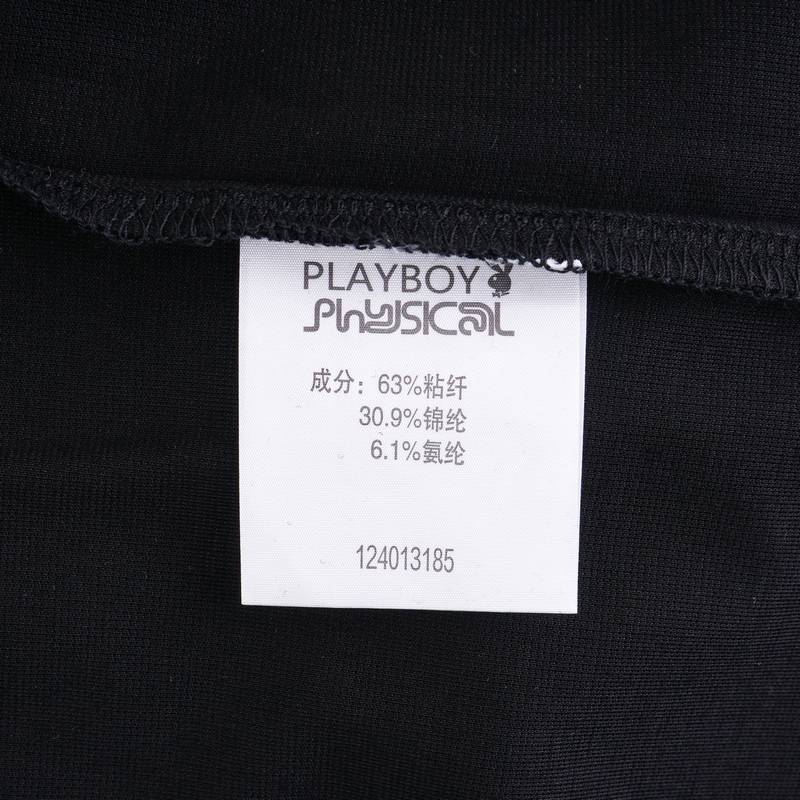 PLAYBOY
PhySICAL
成分：63%粘纤
30.9%锦纶
6.1%氨纶
124013185